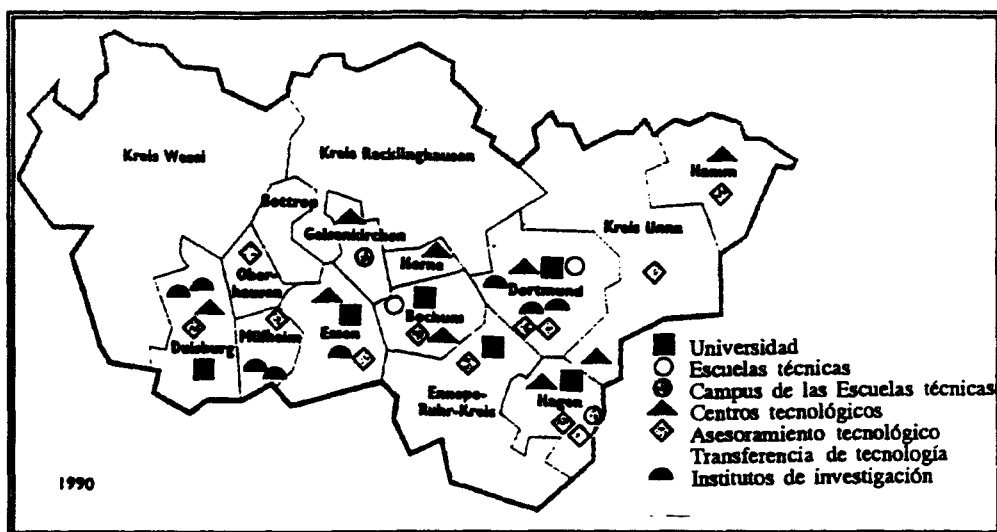 Kreis Wesel
Kreis Recklinghausen
Hamm
Bottrop
Kreis Unna
Gelsenkirchen
Herne
Ober-
hausen
Dortmund
Mülheim
Essen
Bochum
Duisburg
Ennepe-
Ruhr-Kreis
Hagen
Universidad
Escuelas técnicas
Campus de las Escuelas técnicas
Centros tecnológicos
Asesoramiento tecnológico
Transferencia de tecnología
Institutos de investigación
1990